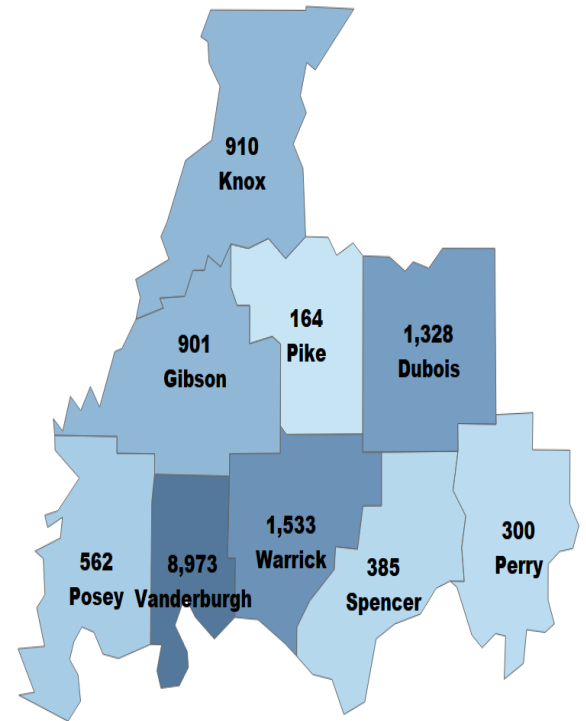 910
Knox
164
Pike
1,328
Dubois
901
Gibson
1,533
Warrick
300
Perry
562
Posey
8,973
Vanderburgh
385
Spencer